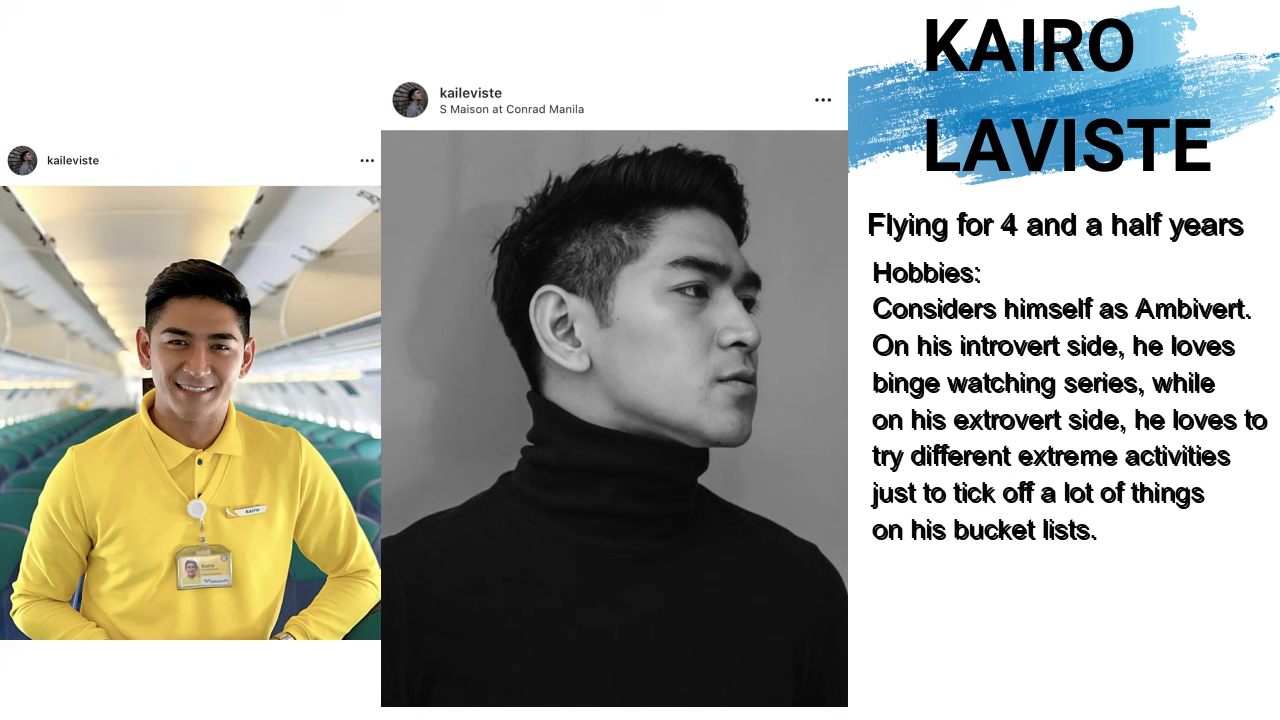 kaileviste
kairo
Kairo
kaileviste
S Maison at Conrad Manila
KAIRO
LAVISTE
Flying for 4 and a half years
Hobbies:
Considers himself as Ambivert.
On his introvert side, he loves
binge watching series, while
on his extrovert side, he loves to
try different extreme activities
just to tick off a lot of things
on his bucket lists.